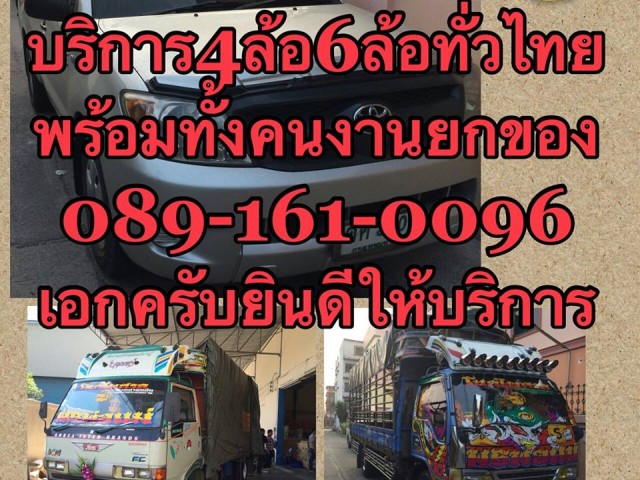 บริการ4ล้อ6ล้อทั่วไทย
พร้อมทั้งคนงานยกของ
089-161-0096
เอกครับยินดีให้บริการ
FC